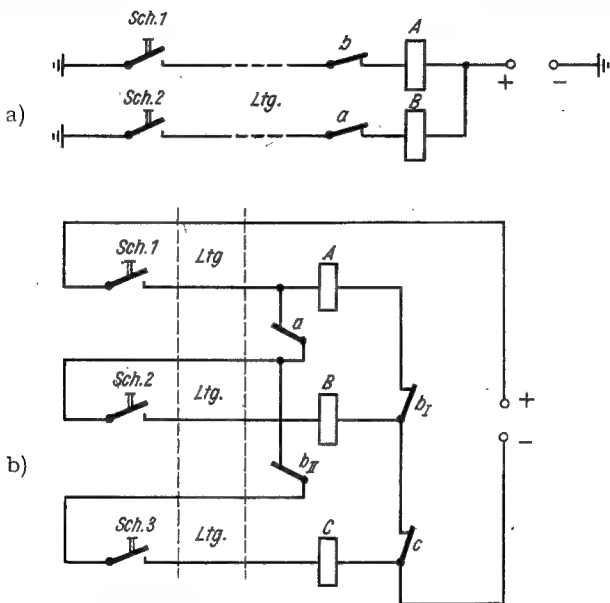 Sch.1
b
A
+
−
a)
Sch.2
Ltg.
a
B
Sch.1
Ltg
A
a
Sch.2
Ltg.
B
b_I
+
−
b)
b_II
Sch.3
Ltg.
C
c